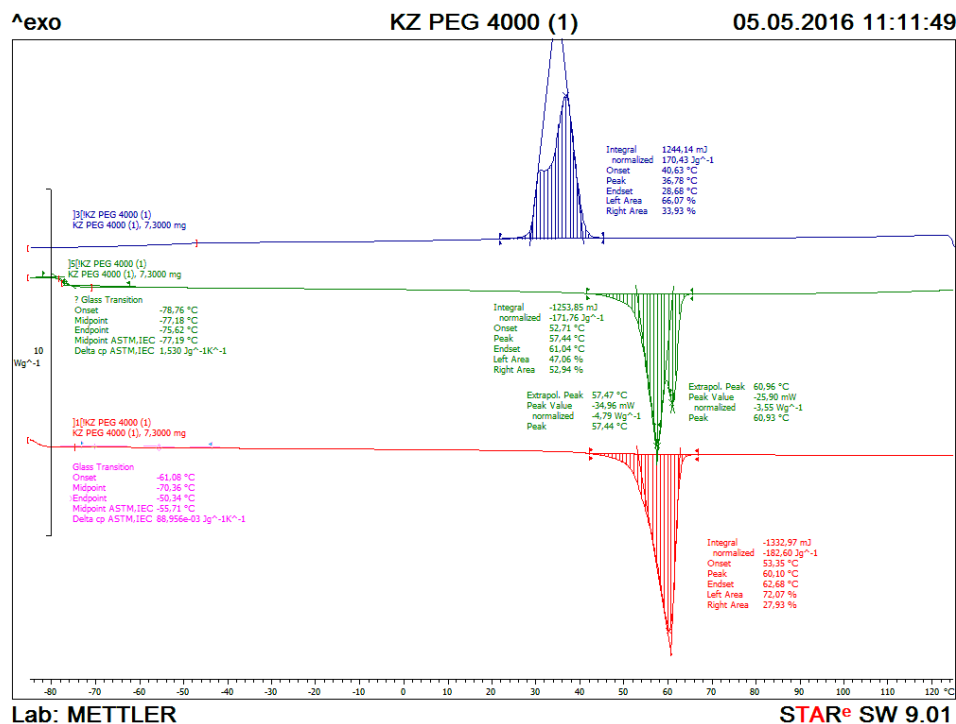 ^exo KZ PEG 4000 (1) 05.05.2016 11:11:49
Integral 1244,14 mJ
normalized 170,43 Jg^-1
Onset 40,63 °C
Peak 36,78 °C
Endset 28,68 °C
Left Area 66,07 %
Right Area 33,93 %
]3[!KZ PEG 4000 (1)
KZ PEG 4000 (1), 7,3000 mg
]5[!KZ PEG 4000 (1)
KZ PEG 4000 (1), 7,3000 mg
? Glass Transition
Onset -78,76 °C
Midpoint -77,18 °C
Endpoint -75,62 °C
Midpoint ASTM,IEC -77,19 °C
Delta cp ASTM,IEC 1,530 Jg^-1K^-1
Integral -1253,85 mJ
normalized -171,76 Jg^-1
Onset 52,71 °C
Peak 57,44 °C
Endset 61,04 °C
Left Area 47,06 %
Right Area 52,94 %
10
Wg^-1
Extrapol. Peak 57,47 °C
Peak Value -34,96 mW
normalized -4,79 Wg^-1
Peak 57,44 °C
Extrapol. Peak 60,96 °C
Peak Value -25,90 mW
normalized -3,55 Wg^-1
Peak 60,93 °C
]1[!KZ PEG 4000 (1)
KZ PEG 4000 (1), 7,3000 mg
Glass Transition
Onset -61,08 °C
Midpoint -70,36 °C
Endpoint -50,34 °C
Midpoint ASTM,IEC -55,71 °C
Delta cp ASTM,IEC 88,956e-03 Jg^-1K^-1
Integral -1332,97 mJ
normalized -182,60 Jg^-1
Onset 53,35 °C
Peak 60,10 °C
Endset 62,68 °C
Left Area 72,07 %
Right Area 27,93 %
-80 -70 -60 -50 -40 -30 -20 -10 0 10 20 30 40 50 60 70 80 90 100 110 120 °C
Lab: METTLER STARe SW 9.01